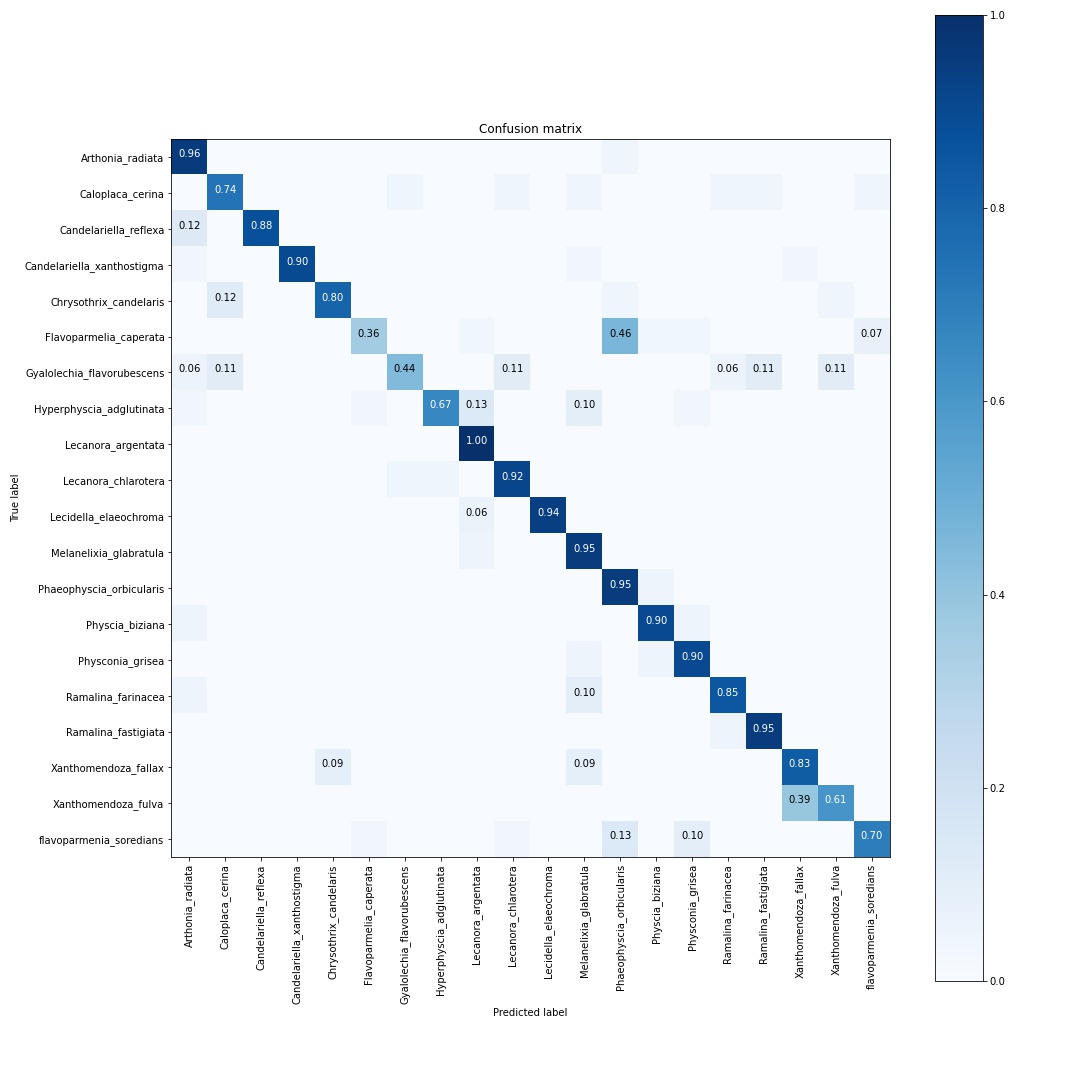 Confusion matrix
1.0
0.8
0.6
0.4
0.2
0.0
True label
Arthonia_radiata 0.96
Caloplaca_cerina 0.74
Candelariella_reflexa 0.12 0.88
Candelariella_xanthostigma 0.90
Chrysothrix_candelaris 0.12 0.80
Flavoparmelia_caperata 0.36 0.46 0.07
Gyalolechia_flavorubescens 0.06 0.11 0.44 0.11 0.06 0.11 0.11
Hyperphyscia_adglutinata 0.67 0.13 0.10
Lecanora_argentata 1.00
Lecanora_chlarotera 0.92
Lecidella_elaeochroma 0.06 0.94
Melanelixia_glabratula 0.95
Phaeophyscia_orbicularis 0.95
Physcia_biziana 0.90
Physconia_grisea 0.90
Ramalina_farinacea 0.10 0.85
Ramalina_fastigiata 0.95
Xanthomendoza_fallax 0.09 0.09 0.83
Xanthomendoza_fulva 0.39 0.61
flavoparmenia_soredians 0.13 0.10 0.70
Arthonia_radiata
Caloplaca_cerina
Candelariella_reflexa
Candelariella_xanthostigma
Chrysothrix_candelaris
Flavoparmelia_caperata
Gyalolechia_flavorubescens
Hyperphyscia_adglutinata
Lecanora_argentata
Lecanora_chlarotera
Lecidella_elaeochroma
Melanelixia_glabratula
Phaeophyscia_orbicularis
Physcia_biziana
Physconia_grisea
Ramalina_farinacea
Ramalina_fastigiata
Xanthomendoza_fallax
Xanthomendoza_fulva
flavoparmenia_soredians
Predicted label